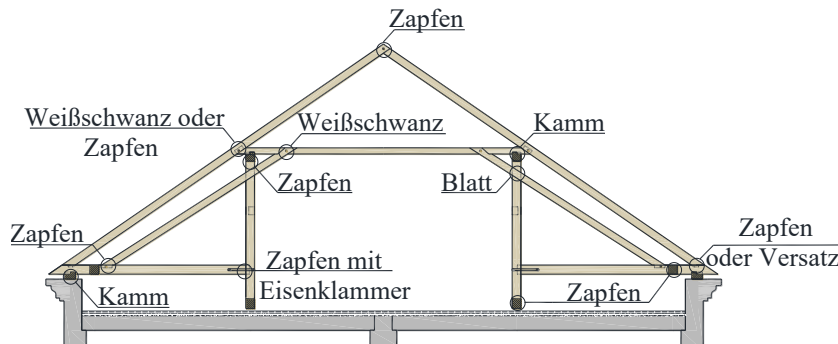 Zapfen
Weißschwanz oder
Zapfen
Weißschwanz
Kamm
Zapfen
Blatt
Zapfen
Zapfen
oder Versatz
Zapfen mit
Eisenklammer
Kamm
Zapfen